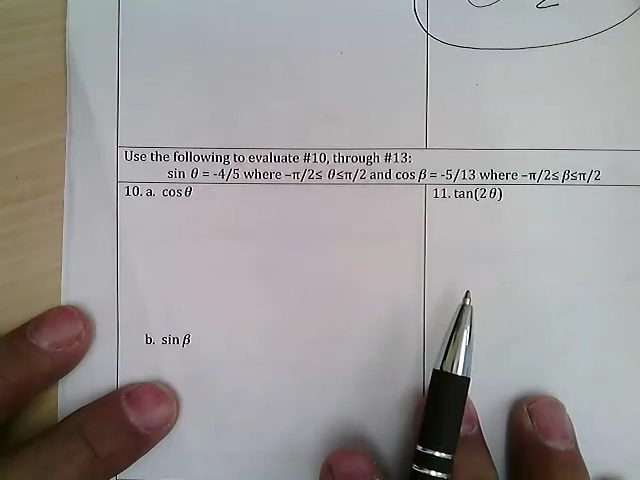 Use the following to evaluate #10, through #13:
sin θ = -4/5 where −π/2≤ θ≤π/2 and cos β = -5/13 where −π/2≤ β≤π/2
10. a. cos θ
11. tan(2 θ)
b. sin β